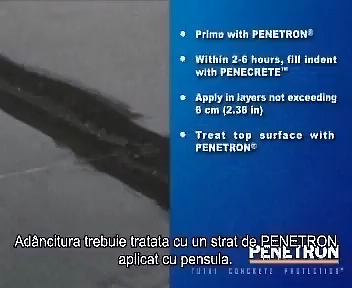 Prime with PENETRON®
Within 2-6 hours, fill indent
with PENECRETE™
Apply in layers not exceeding
6 cm (2.36 in)
Treat top surface with
PENETRON®
Adâncitura trebuie tratata cu un strat de PENETRON
aplicat cu pensula.
PENETRON
TOTAL CONCRETE PROTECTION